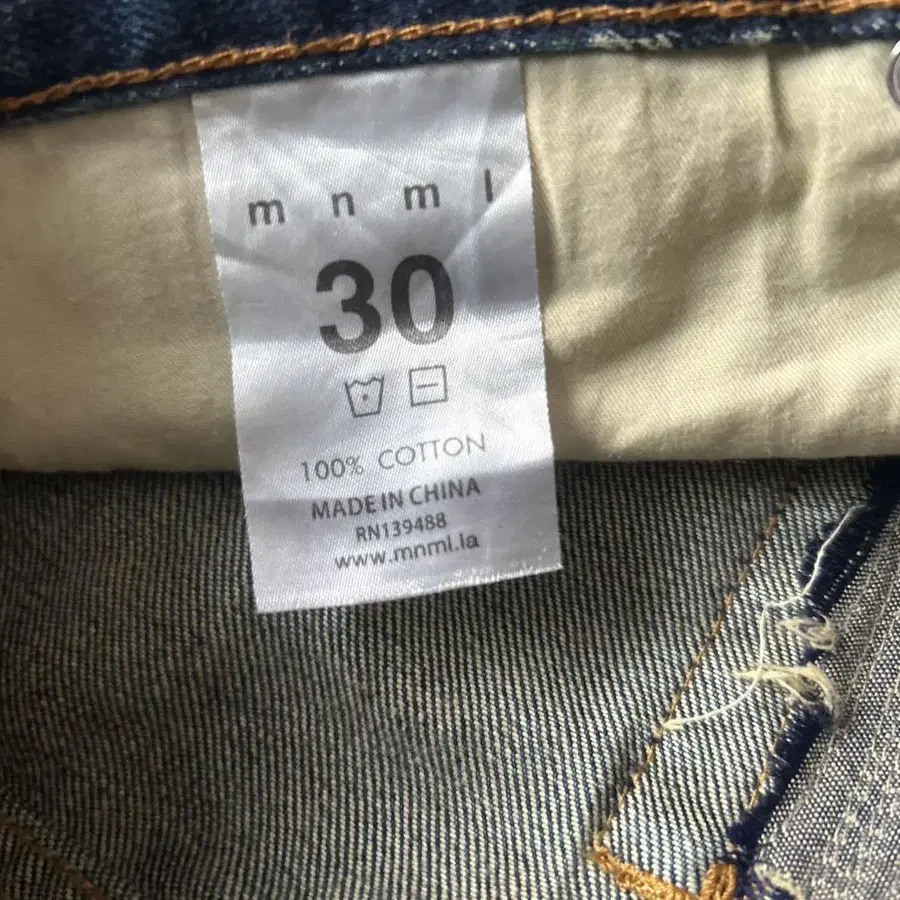 m n m l
30
100% COTTON
MADE IN CHINA
RN139488
www.mnml.la